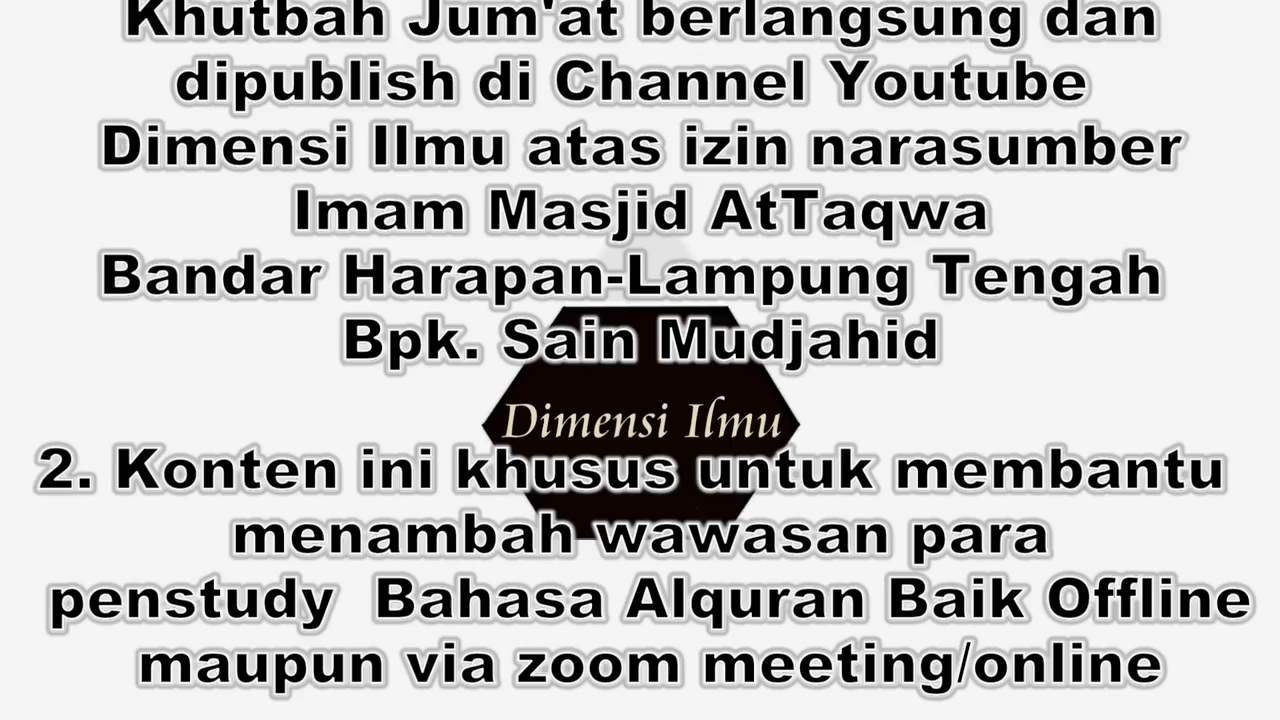 Khutbah Jum'at berlangsung dan
dipublish di Channel Youtube
Dimensi Ilmu atas izin narasumber
Imam Masjid AtTaqwa
Bandar Harapan-Lampung Tengah
Bpk. Sain Mudjahid
Dimensi Ilmu
2. Konten ini khusus untuk membantu
menambah wawasan para
penstudy Bahasa Alquran Baik Offline
maupun via zoom meeting/online